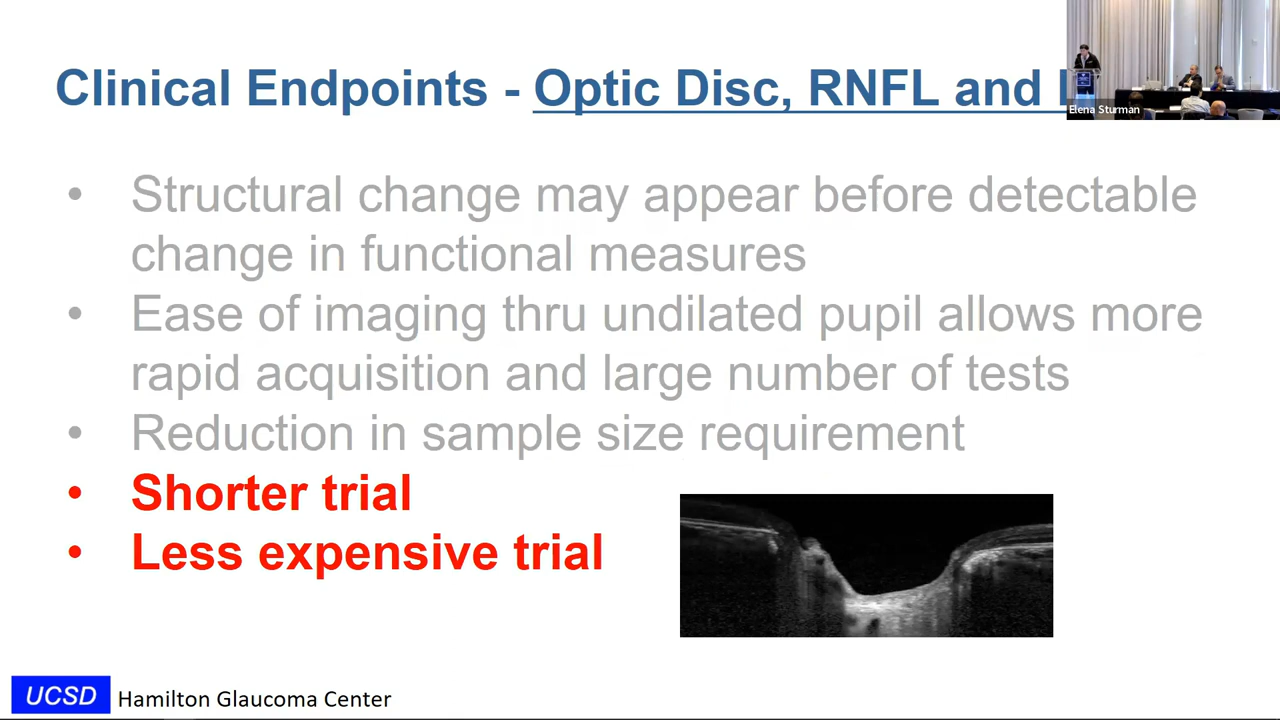 Clinical Endpoints - Optic Disc, RNFL and
Elena Sturman
• Structural change may appear before detectable
change in functional measures
• Ease of imaging thru undilated pupil allows more
rapid acquisition and large number of tests
• Reduction in sample size requirement
• Shorter trial
• Less expensive trial
UCSD Hamilton Glaucoma Center